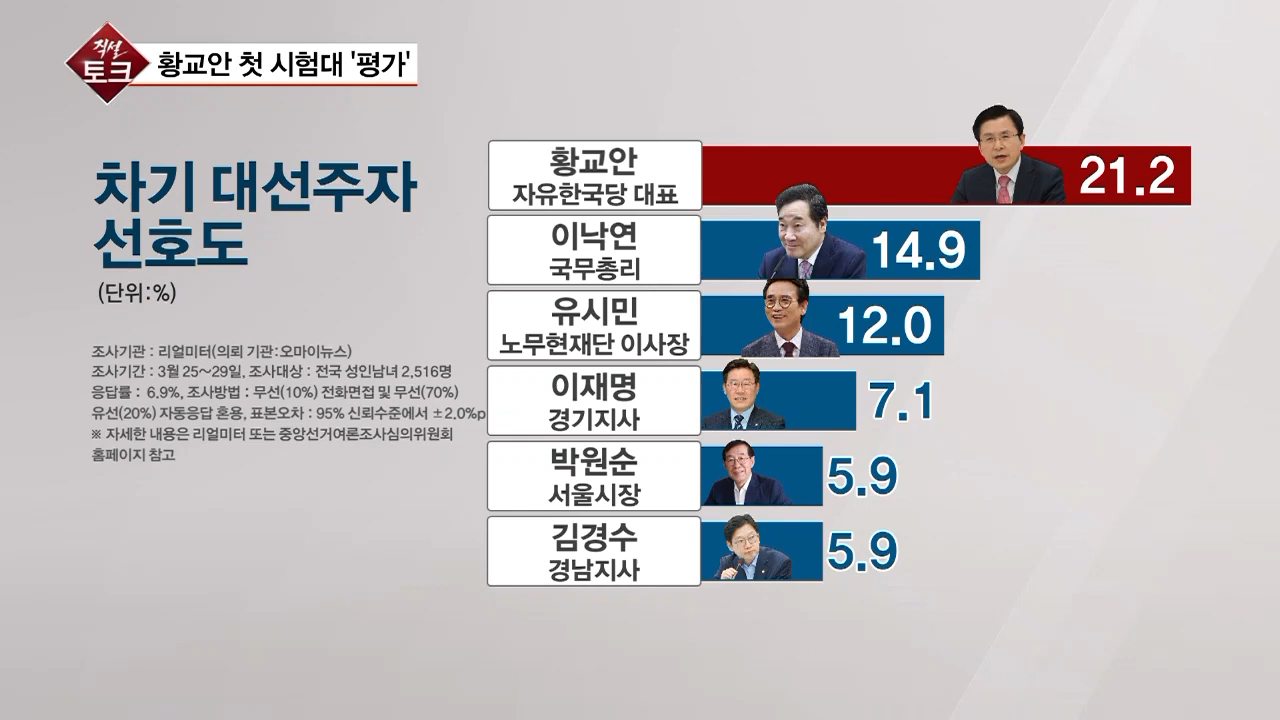 직설
토크
황교안 첫 시험대 '평가'
차기 대선주자
선호도
(단위:%)
조사기관 : 리얼미터(의뢰 기관:오마이뉴스)
조사기간 : 3월 25~29일, 조사대상 : 전국 성인남녀 2,516명
응답률 : 6.9%, 조사방법 : 무선(10%) 전화면접 및 무선(70%)
유선(20%) 자동응답 혼용, 표본오차 : 95% 신뢰수준에서 ±2.0%p
※ 자세한 내용은 리얼미터 또는 중앙선거여론조사심의위원회
홈페이지 참고
황교안
자유한국당 대표
21.2
이낙연
국무총리
14.9
유시민
노무현재단 이사장
12.0
이재명
경기지사
7.1
박원순
서울시장
5.9
김경수
경남지사
5.9